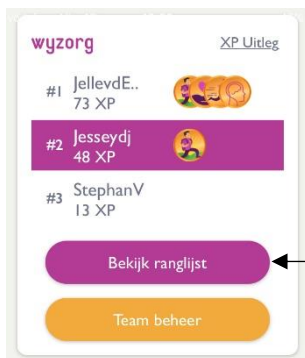 wyzorg XP Uitleg
#1 JellevdE..
73 XP
#2 Jesseydj
48 XP
#3 StephanV
13 XP
Bekijk ranglijst
Team beheer